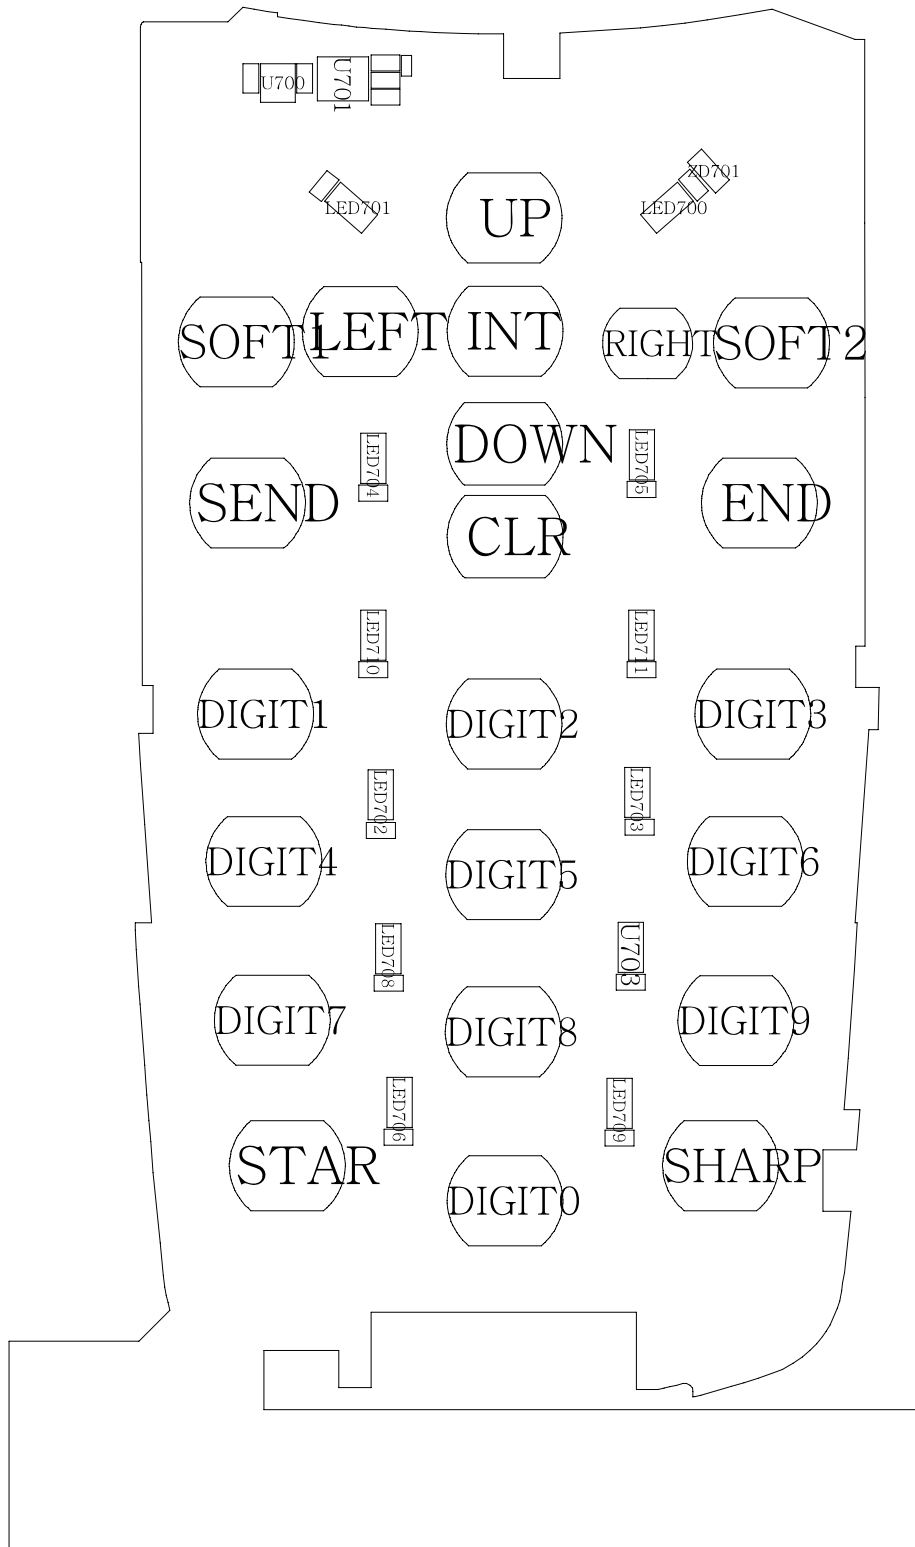 U700
U701
ZD701
LED701
LED700
UP
SOFT1
LEFT
INT
RIGHT
SOFT2
LED704
DOWN
LED705
SEND
END
CLR
LED710
LED711
DIGIT1
DIGIT2
DIGIT3
LED702
LED703
DIGIT4
DIGIT5
DIGIT6
LED708
U703
DIGIT7
DIGIT8
DIGIT9
LED706
LED709
STAR
SHARP
DIGIT0